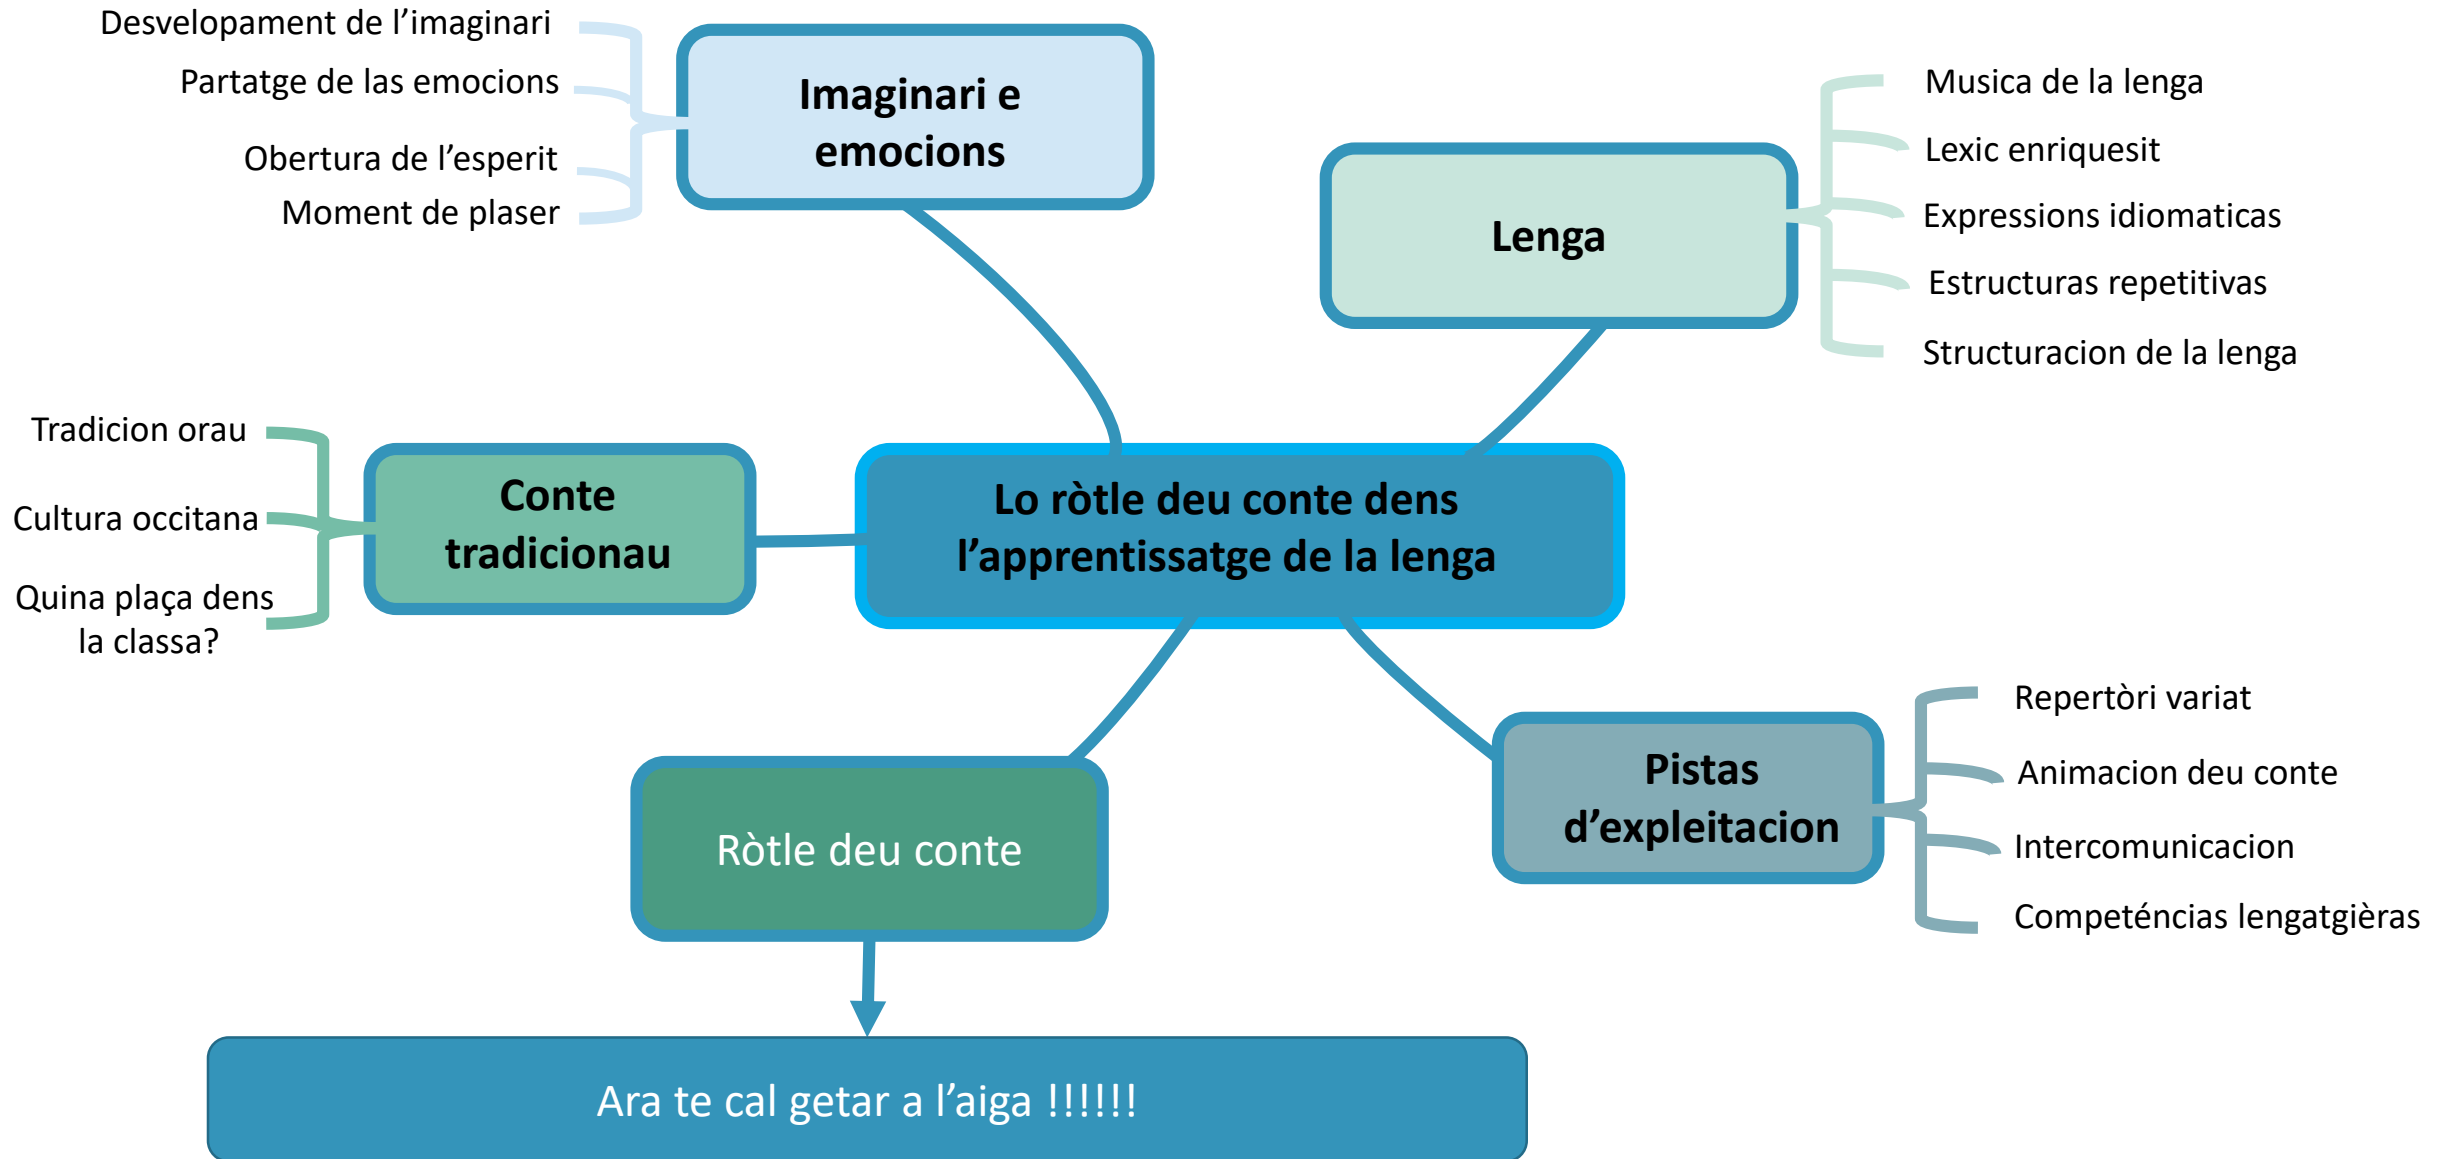 Desvelopament de l’imaginari
Partatge de las emocions
Obertura de l’esperit
Moment de plaser
Imaginari e
emocions
Lenga
Musica de la lenga
Lexic enriquesit
Expressions idiomaticas
Estructuras repetitivas
Structuracion de la lenga
Tradicion orau
Cultura occitana
Quina plaça dens
la classa?
Conte
tradicionau
Lo ròtle deu conte dens
l’apprentissatge de la lenga
Ròtle deu conte
Pistas
d’expleitacion
Repertòri variat
Animacion deu conte
Intercomunicacion
Competéncias lengatgièras
Ara te cal getar a l’aiga !!!!!!